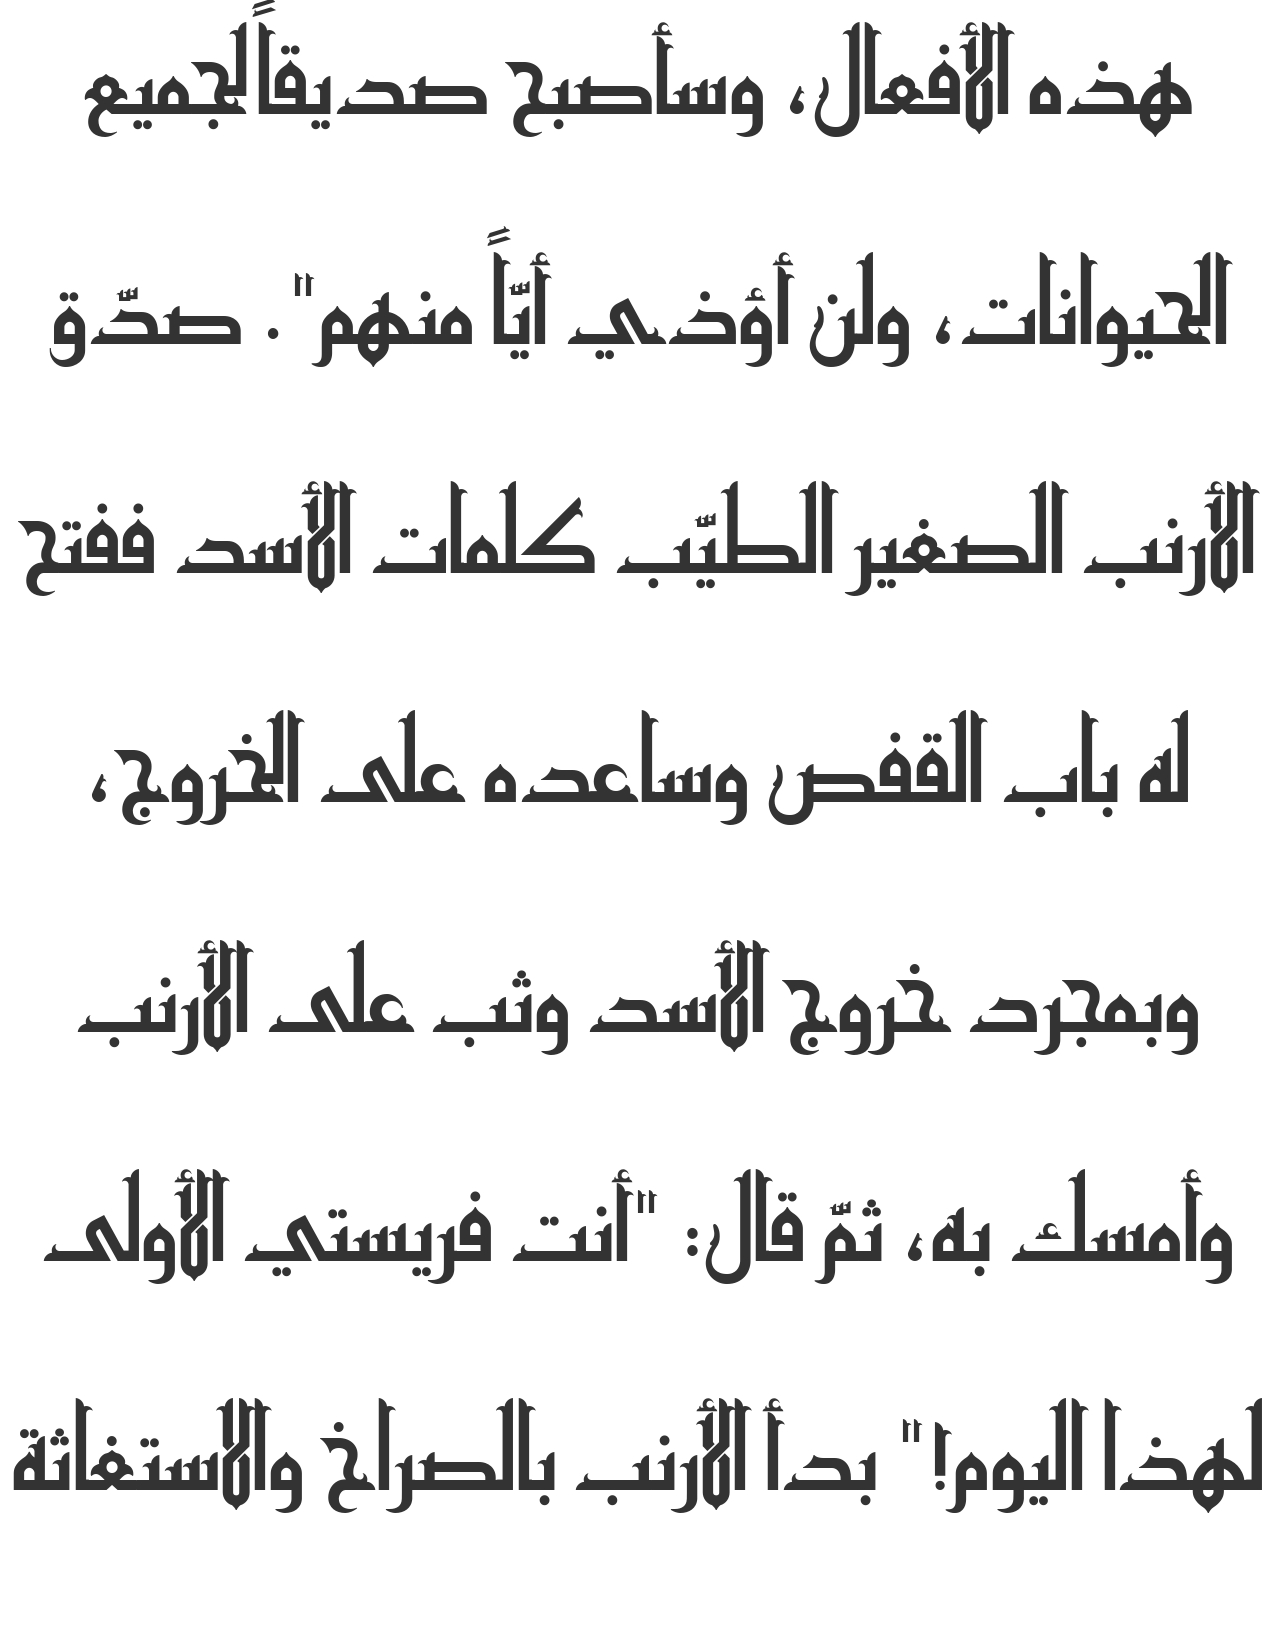 هذه الأفعال، وسأصبح صديقاً لجميع
الحيوانات، ولن أؤذي أيّاً منهم". صدّق
الأرنب الصغير الطيّب كلمات الأسد ففتح
له باب القفص وساعده على الخروج،
وبمجرد خروج الأسد وثب على الأرنب
وأمسك به، ثمّ قال: "أنت فريستي الأولى
لهذا اليوم!" بدأ الأرنب بالصراخ والاستغاثة